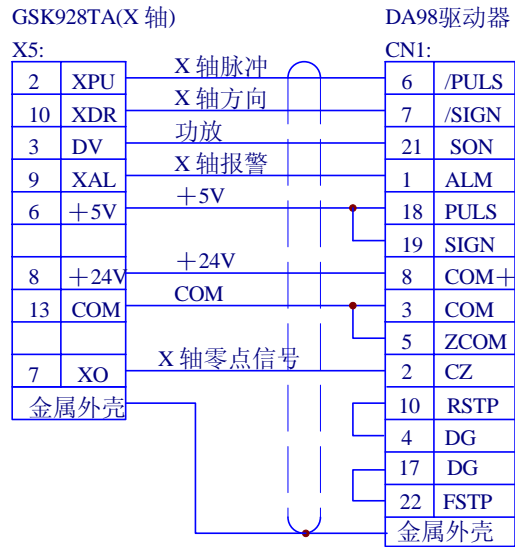 GSK928TA(X 轴) DA98驱动器
X5: CN1:
2 XPU X 轴脉冲 6 /PULS
10 XDR X 轴方向 7 /SIGN
3 DV 功放 21 SON
9 XAL X 轴报警 1 ALM
6 +5V +5V 18 PULS
19 SIGN
8 +24V +24V 8 COM+
13 COM COM 3 COM
5 ZCOM
7 XO X 轴零点信号 2 CZ
金属外壳 10 RSTP
4 DG
17 DG
22 FSTP
金属外壳